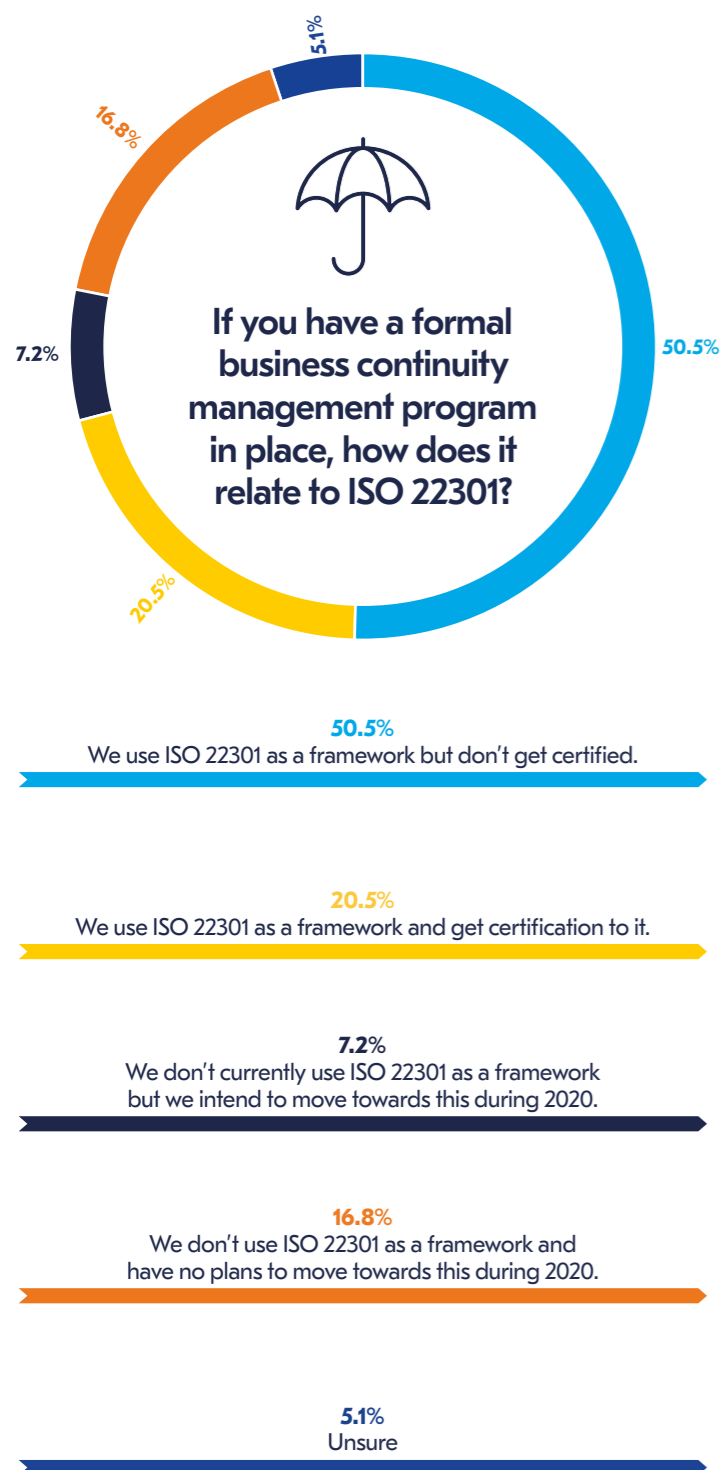 5.1%
16.8%
7.2%
50.5%
20.5%
If you have a formal
business continuity
management program
in place, how does it
relate to ISO 22301?
50.5%
We use ISO 22301 as a framework but don't get certified.
20.5%
We use ISO 22301 as a framework and get certification to it.
7.2%
We don't currently use ISO 22301 as a framework
but we intend to move towards this during 2020.
16.8%
We don't use ISO 22301 as a framework and
have no plans to move towards this during 2020.
5.1%
Unsure